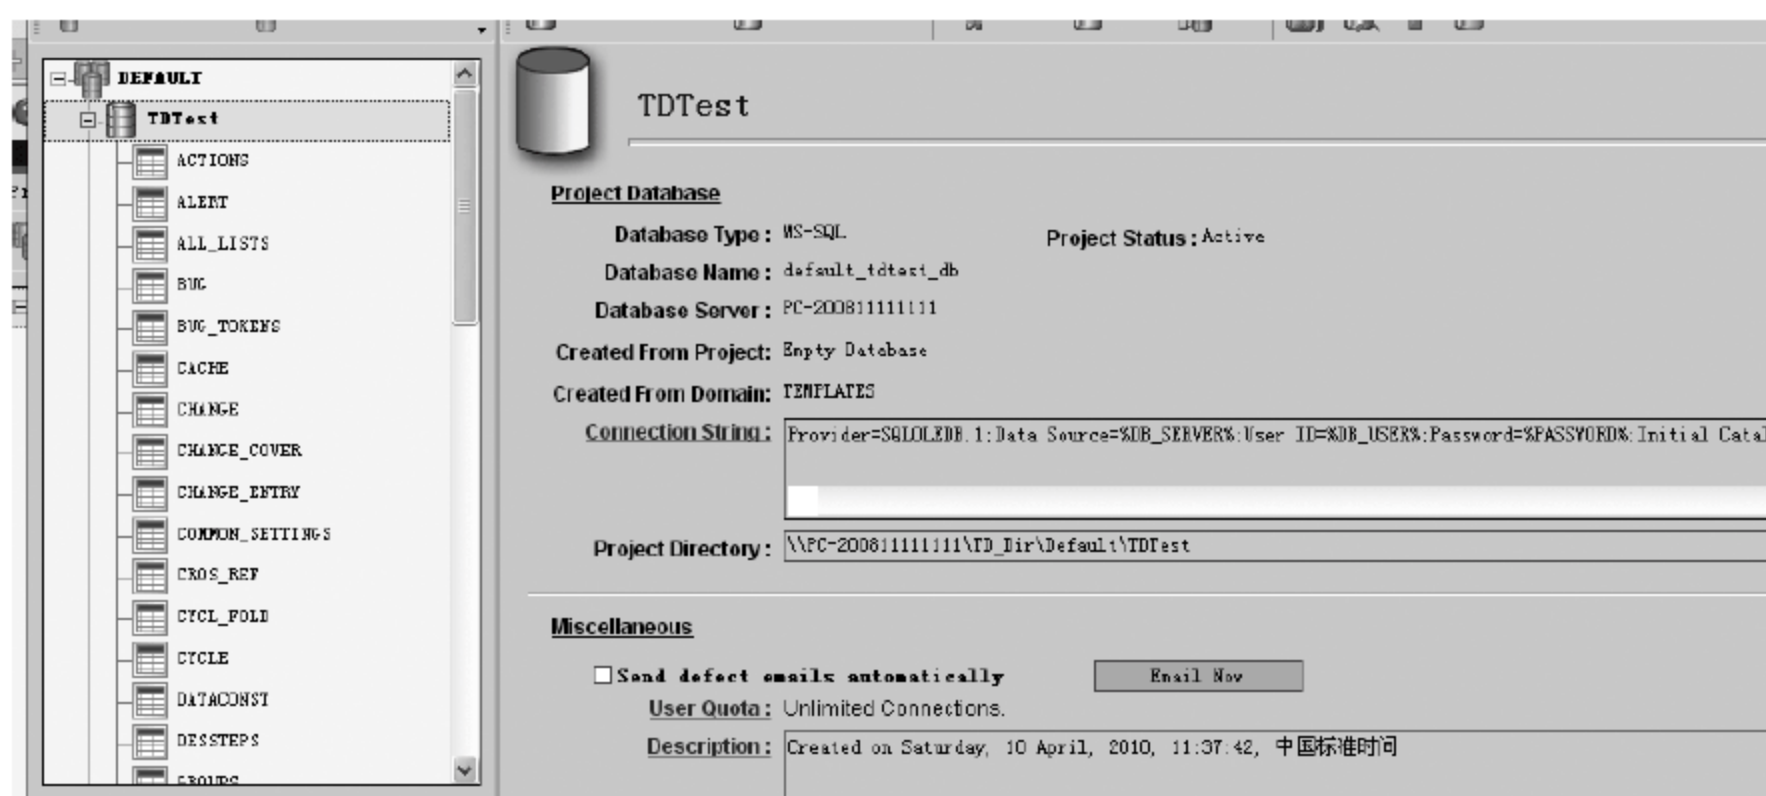 DEFAULT
TDTest
ACTIONS
ALERT
ALL_LISTS
BUG
BUG_TOKENS
CACHE
CHANGE
CHANGE_COVER
CHANGE_ENTRY
COMMON_SETTINGS
CROS_REF
CYCL_FOLD
CYCLE
DATACONST
DESSTEPS
GROUPS
TDTest
Project Database
Database Type: MS-SQL Project Status: Active
Database Name: default_tdtest_db
Database Server: PC-200811111111
Created From Project: Empty Database
Created From Domain: TEMPLATES
Connection String: Provider=SQLOLEDB.1;Data Source=%DB_SERVER%;User ID=%DB_USER%;Password=%PASSWORD%;Initial Catal
Project Directory: \\PC-200811111111\TD_Dir\Default\TDTest
Miscellaneous
Send defect emails automatically Email Now
User Quota: Unlimited Connections.
Description: Created on Saturday, 10 April, 2010, 11:37:42, 中国标准时间